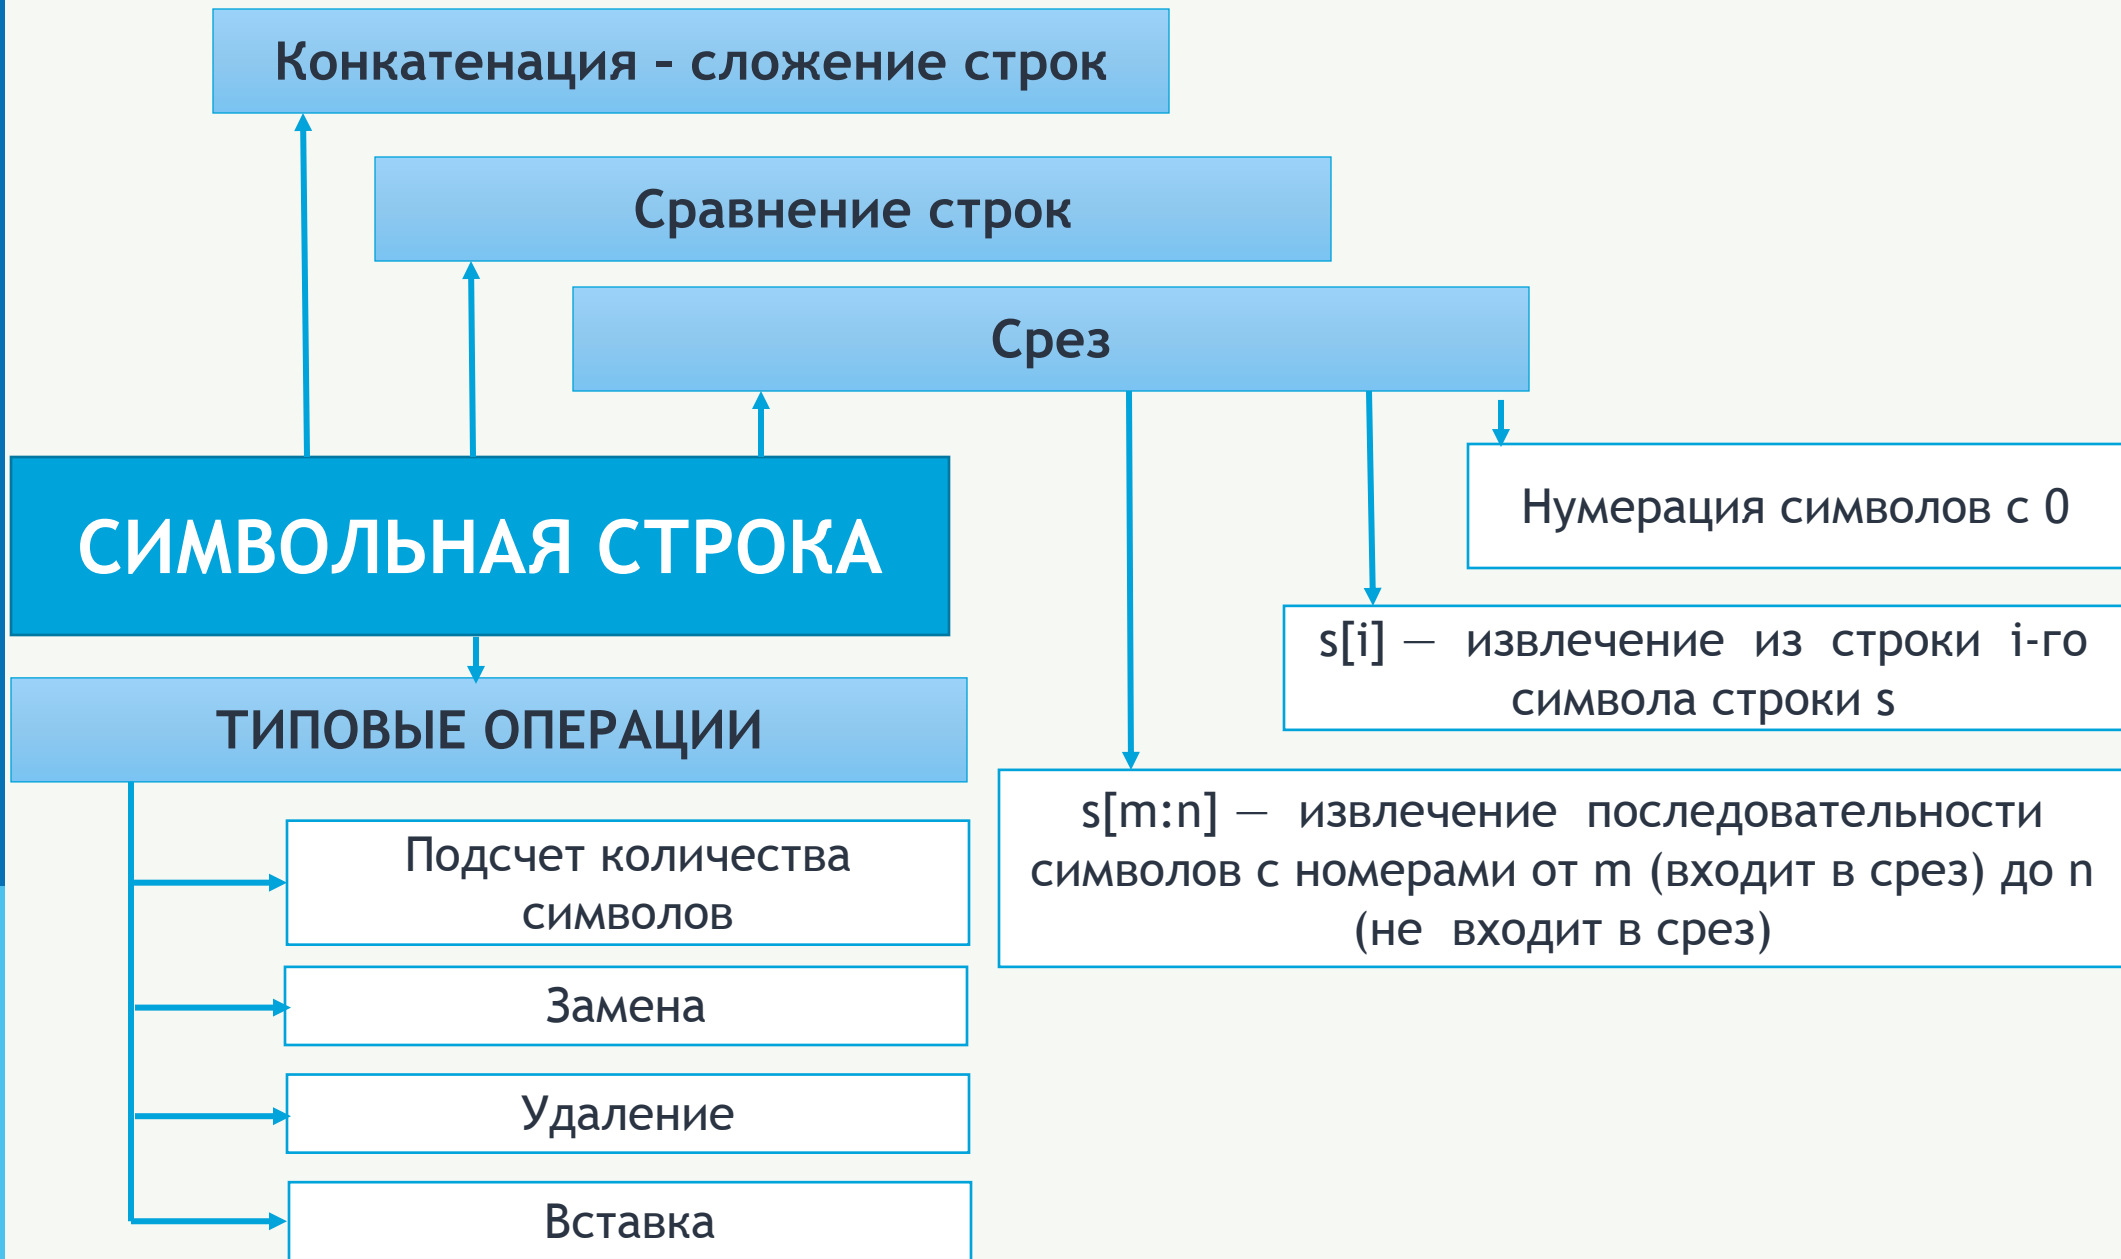 Конкатенация – сложение строк
Сравнение строк
Срез
СИМВОЛЬНАЯ СТРОКА
Нумерация символов с 0
s[i] — извлечение из строки i-го
символа строки s
ТИПОВЫЕ ОПЕРАЦИИ
s[m:n] — извлечение последовательности
символов с номерами от m (входит в срез) до n
(не входит в срез)
Подсчет количества
символов
Замена
Удаление
Вставка